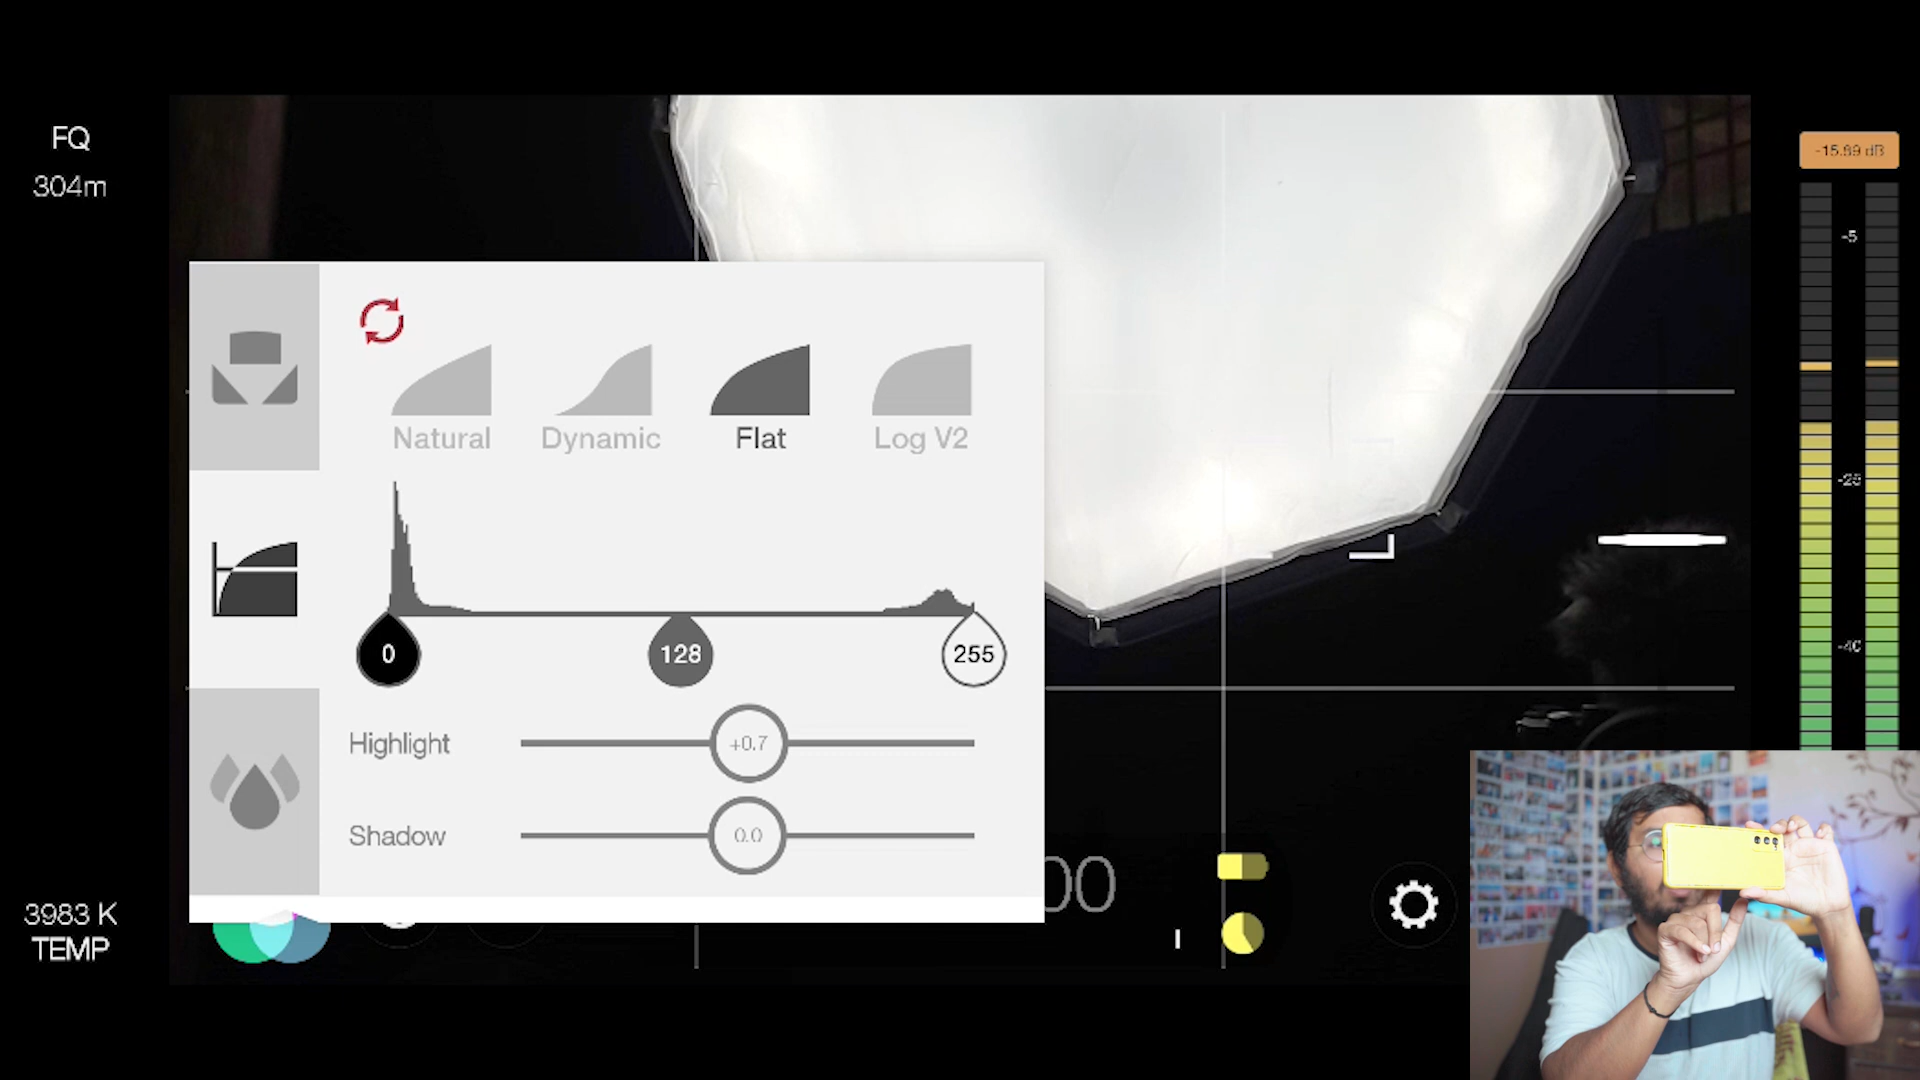 FQ
304m
-15.89 dB
-5
Natural
Dynamic
Flat
Log V2
-25
0
128
255
-40
Highlight
+0.7
Shadow
0.0
00
3983 K
TEMP